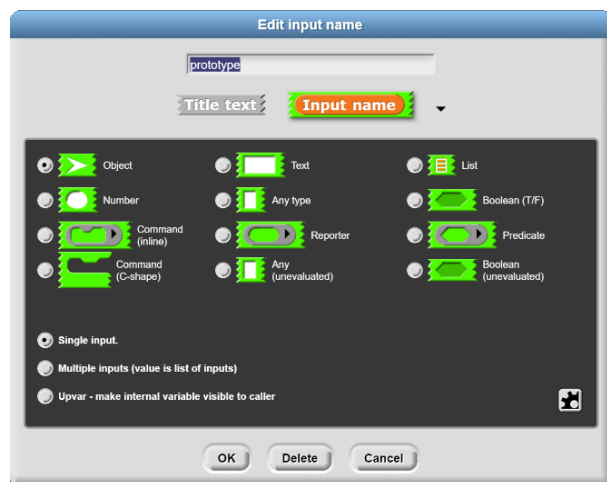 Edit input name
prototype
Title text Input name
Object Text List
Number Any type Boolean (T/F)
Command
(inline)
Reporter Predicate
Command
(C-shape)
Any
(unevaluated)
Boolean
(unevaluated)
Single input.
Multiple inputs (value is list of inputs)
Upvar - make internal variable visible to caller
OK Delete Cancel